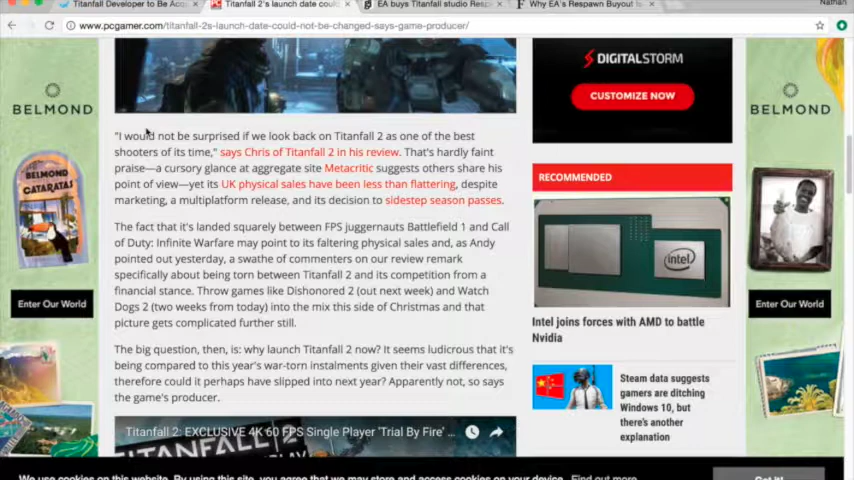 Titanfall Developer to Be Acq
Titanfall 2's launch date could
EA buys Titanfall studio Resp
Why EA's Respawn Buyout
Nathan
www.pcgamer.com/titanfall-2s-launch-date-could-not-be-changed-says-game-producer/
BELMOND
BELMOND
CATARATAS
Enter Our World
"I would not be surprised if we look back on Titanfall 2 as one of the best
shooters of its time," says Chris of Titanfall 2 in his review. That's hardly faint
praise—a cursory glance at aggregate site Metacritic suggests others share his
point of view—yet its UK physical sales have been less than flattering, despite
marketing, a multiplatform release, and its decision to sidestep season passes.
The fact that it's landed squarely between FPS juggernauts Battlefield 1 and Call
of Duty: Infinite Warfare may point to its faltering physical sales and, as Andy
pointed out yesterday, a swathe of commenters on our review remark
specifically about being torn between Titanfall 2 and its competition from a
financial stance. Throw games like Dishonored 2 (out next week) and Watch
Dogs 2 (two weeks from today) into the mix this side of Christmas and that
picture gets complicated further still.
The big question, then, is: why launch Titanfall 2 now? It seems ludicrous that it's
being compared to this year's war-torn instalments given their vast differences,
therefore could it perhaps have slipped into next year? Apparently not, so says
the game's producer.
Titanfall 2: EXCLUSIVE 4K 60 FPS Single Player 'Trial By Fire' ...
DIGITALSTORM
CUSTOMIZE NOW
RECOMMENDED
intel
Intel joins forces with AMD to battle
Nvidia
Steam data suggests
gamers are ditching
Windows 10, but
there's another
explanation
BELMOND
Enter Our World
We use cookies on this website. By using this site, you agree that we may store and access cookies on your device. Find out more
Got it!